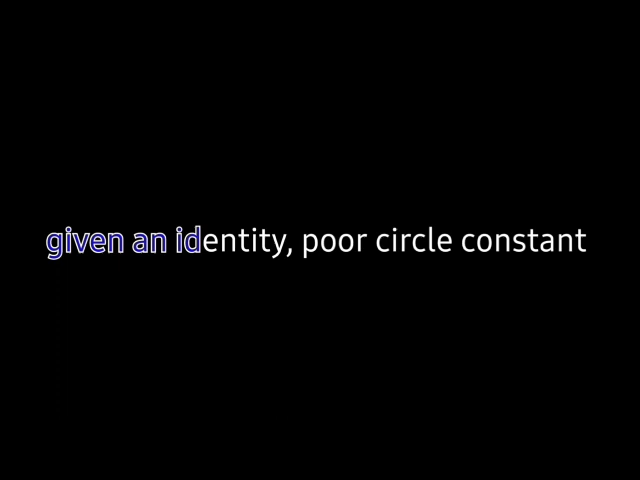 given an identity, poor circle constant